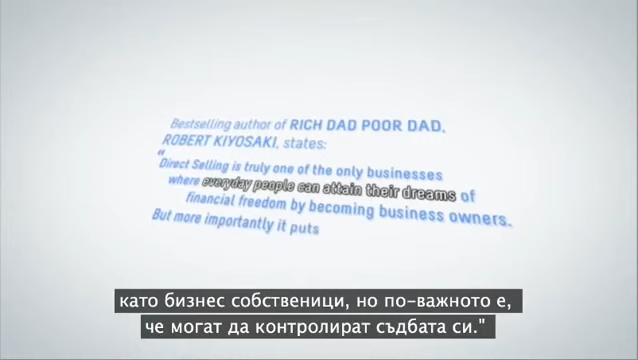 Bestselling author of RICH DAD POOR DAD,
ROBERT KIYOSAKI, states:
"Direct Selling is truly one of the only businesses
where everyday people can attain their dreams of
financial freedom by becoming business owners.
But more importantly it puts
като бизнес собственици, но по-важното е,
че могат да контролират съдбата си."